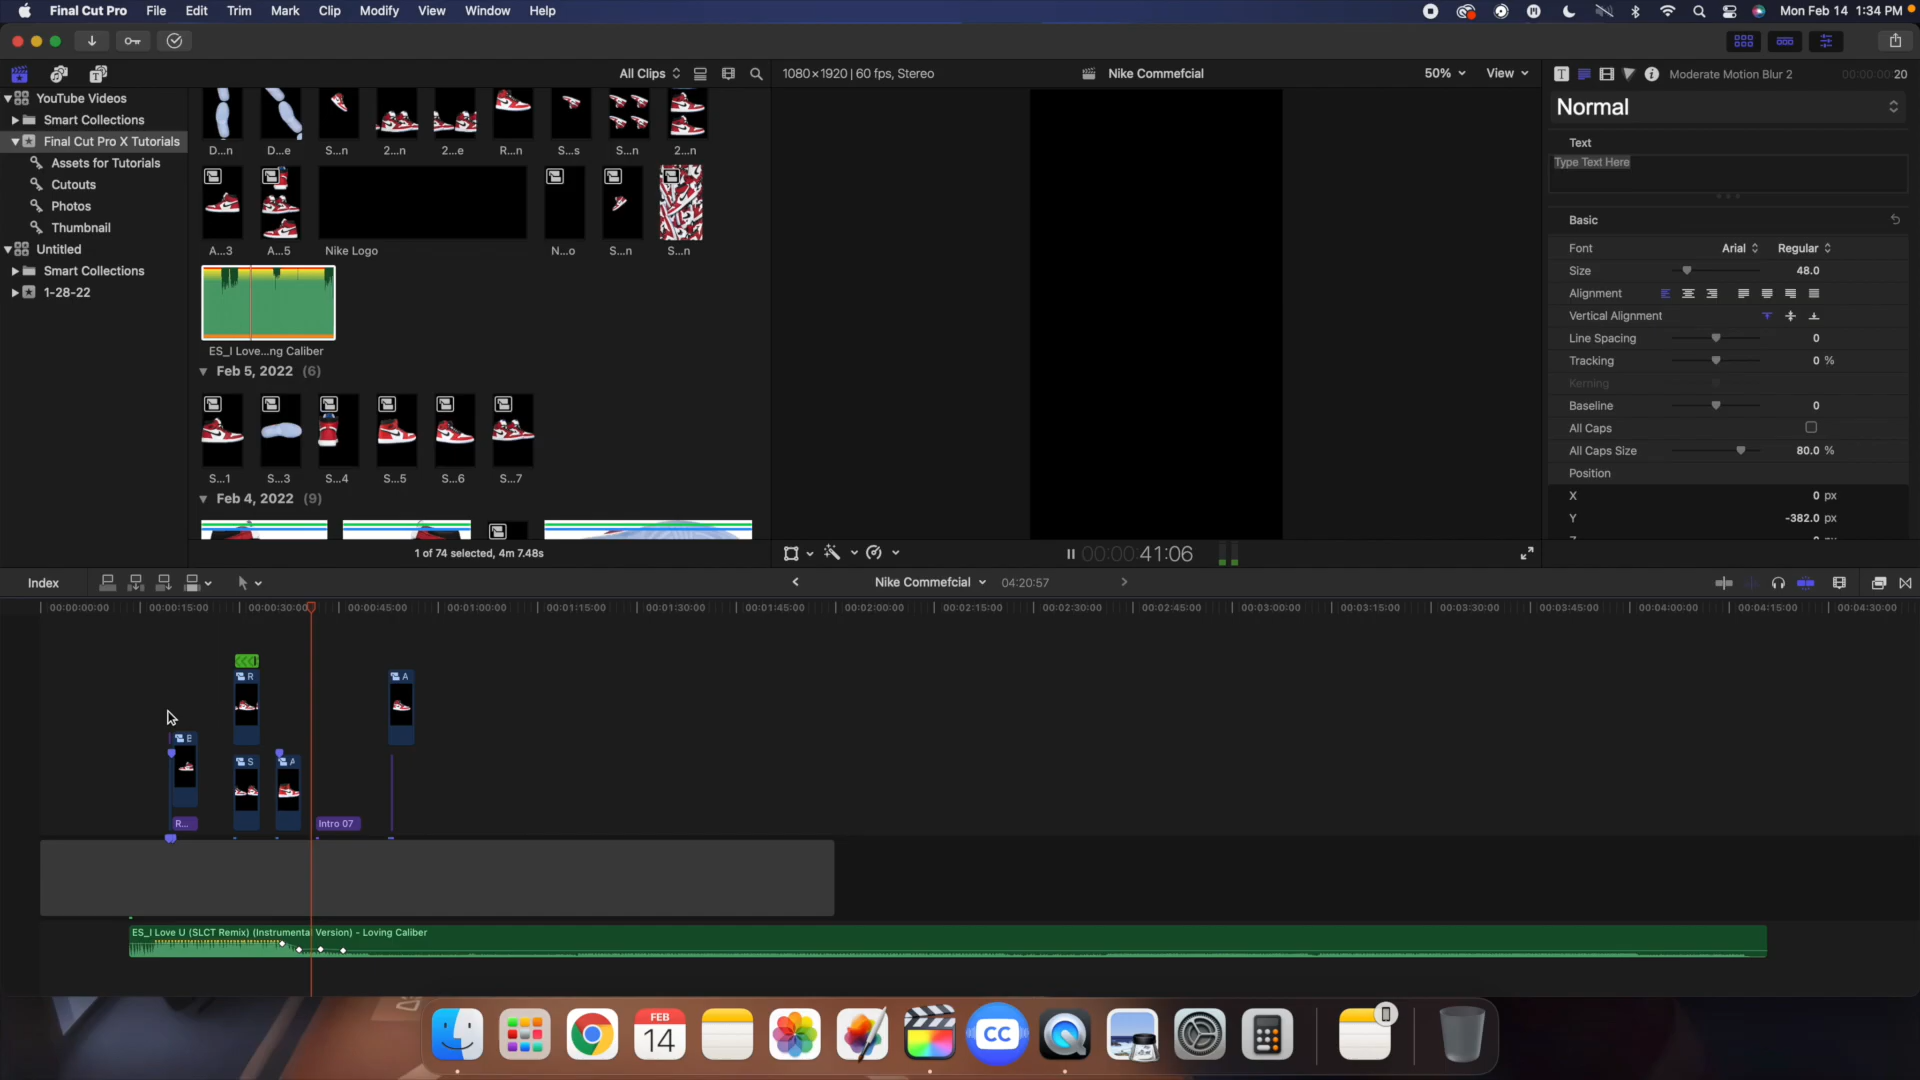 Final Cut Pro File Edit Trim Mark Clip Modify View Window Help Mon Feb 14 1:34 PM
All Clips 1080×1920 | 60 fps, Stereo Nike Commefcial 50% View Moderate Motion Blur 2 00:00:00:20
YouTube Videos
Smart Collections
Final Cut Pro X Tutorials
Assets for Tutorials
Cutouts
Photos
Thumbnail
Untitled
Smart Collections
1-28-22
D...n D...e S...n 2...n 2...e R...n S...s S...n 2...n
A...3 A...5 Nike Logo N...o S...n S...n
ES_I Love...ng Caliber
Feb 5, 2022 (6)
S...1 S...3 S...4 S...5 S...6 S...7
Feb 4, 2022 (9)
1 of 74 selected, 4m 7.48s
00:00:41:06
Normal
Text
Type Text Here
Basic
Font Arial Regular
Size 48.0
Alignment
Vertical Alignment
Line Spacing 0
Tracking 0 %
Kerning
Baseline 0
All Caps
All Caps Size 80.0 %
Position
X 0 px
Y -382.0 px
Index Nike Commefcial 04:20:57
00:00:00:00 00:00:15:00 00:00:30:00 00:00:45:00 00:01:00:00 00:01:15:00 00:01:30:00 00:01:45:00 00:02:00:00 00:02:15:00 00:02:30:00 00:02:45:00 00:03:00:00 00:03:15:00 00:03:30:00 00:03:45:00 00:04:00:00 00:04:15:00 00:04:30:00
R A
B
S A
R... Intro 07
ES_I Love U (SLCT Remix) (Instrumental Version) - Loving Caliber
FEB
14
CC